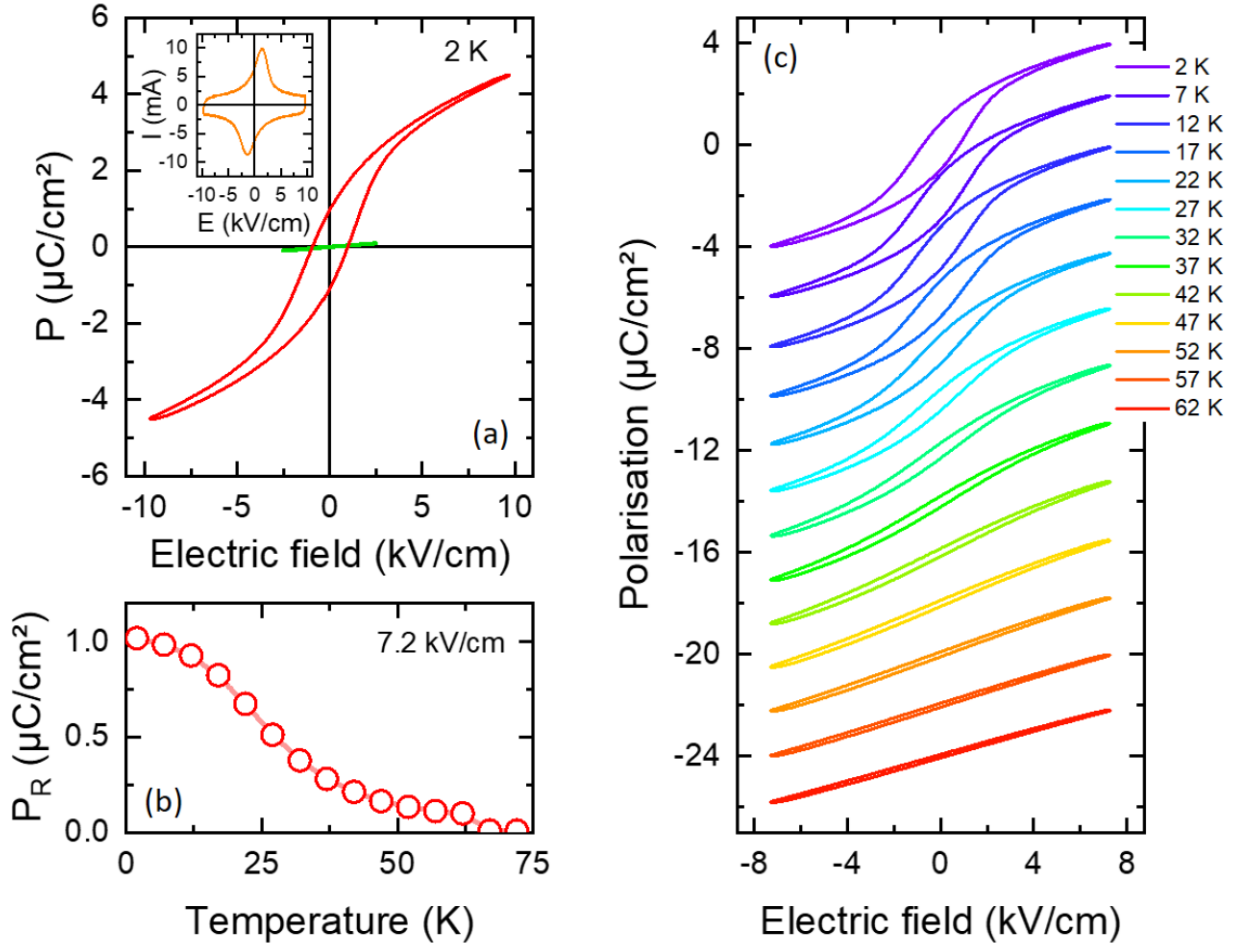 6
4
2
0
-2
-4
-6
P (µC/cm²)
2 K
(a)
-10
-5
0
5
10
Electric field (kV/cm)
10
5
0
-5
-10
I (mA)
-10
-5
0
5
10
E (kV/cm)
1.0
0.5
0.0
P_R (µC/cm²)
7.2 kV/cm
(b)
0
25
50
75
Temperature (K)
4
0
-4
-8
-12
-16
-20
-24
Polarisation (µC/cm²)
(c)
2 K
7 K
12 K
17 K
22 K
27 K
32 K
37 K
42 K
47 K
52 K
57 K
62 K
-8
-4
0
4
8
Electric field (kV/cm)